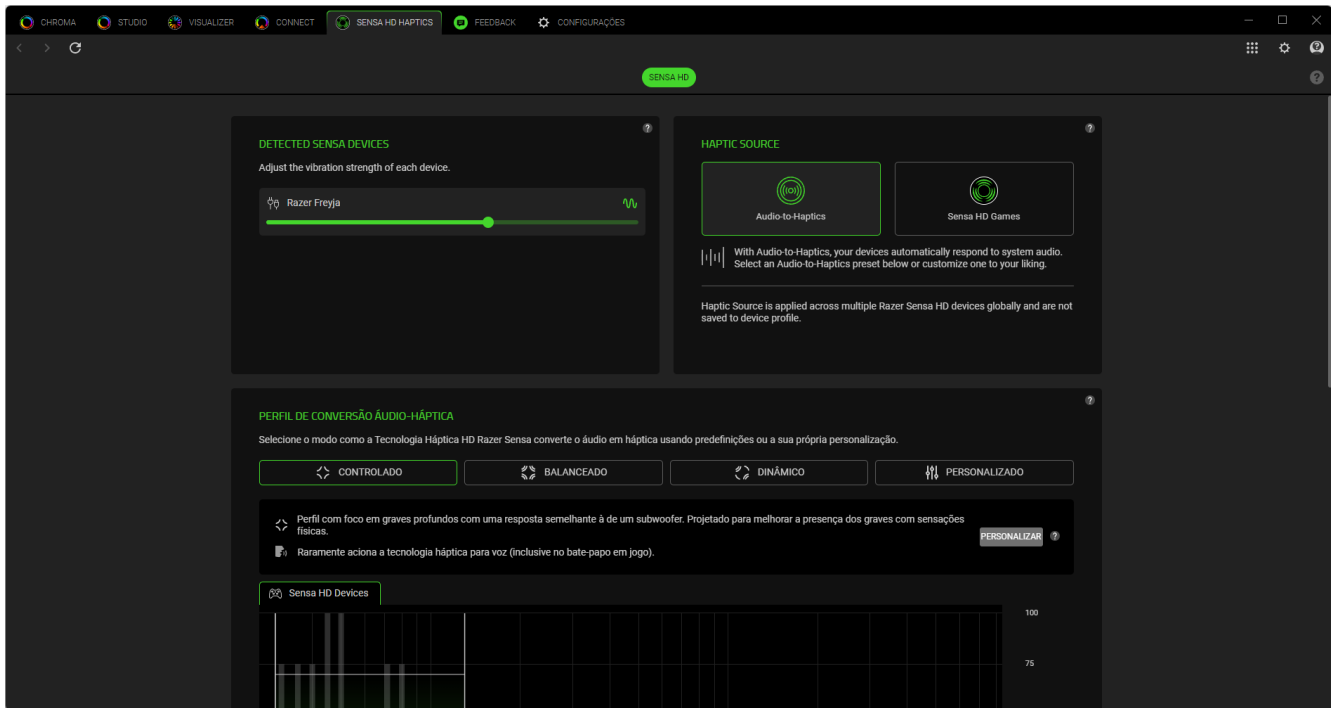 CHROMA
STUDIO
VISUALIZER
CONNECT
SENSA HD HAPTICS
FEEDBACK
CONFIGURAÇÕES
SENSA HD
DETECTED SENSA DEVICES
Adjust the vibration strength of each device.
Razer Freyja
HAPTIC SOURCE
Audio-to-Haptics
Sensa HD Games
With Audio-to-Haptics, your devices automatically respond to system audio.
Select an Audio-to-Haptics preset below or customize one to your liking.
Haptic Source is applied across multiple Razer Sensa HD devices globally and are not
saved to device profile.
PERFIL DE CONVERSÃO ÁUDIO-HÁPTICA
Selecione o modo como a Tecnologia Háptica HD Razer Sensa converte o áudio em háptica usando predefinições ou a sua própria personalização.
CONTROLADO
BALANCEADO
DINÂMICO
PERSONALIZADO
Perfil com foco em graves profundos com uma resposta semelhante à de um subwoofer. Projetado para melhorar a presença dos graves com sensações
físicas.
Raramente aciona a tecnologia háptica para voz (inclusive no bate-papo em jogo).
PERSONALIZAR
Sensa HD Devices
100
75